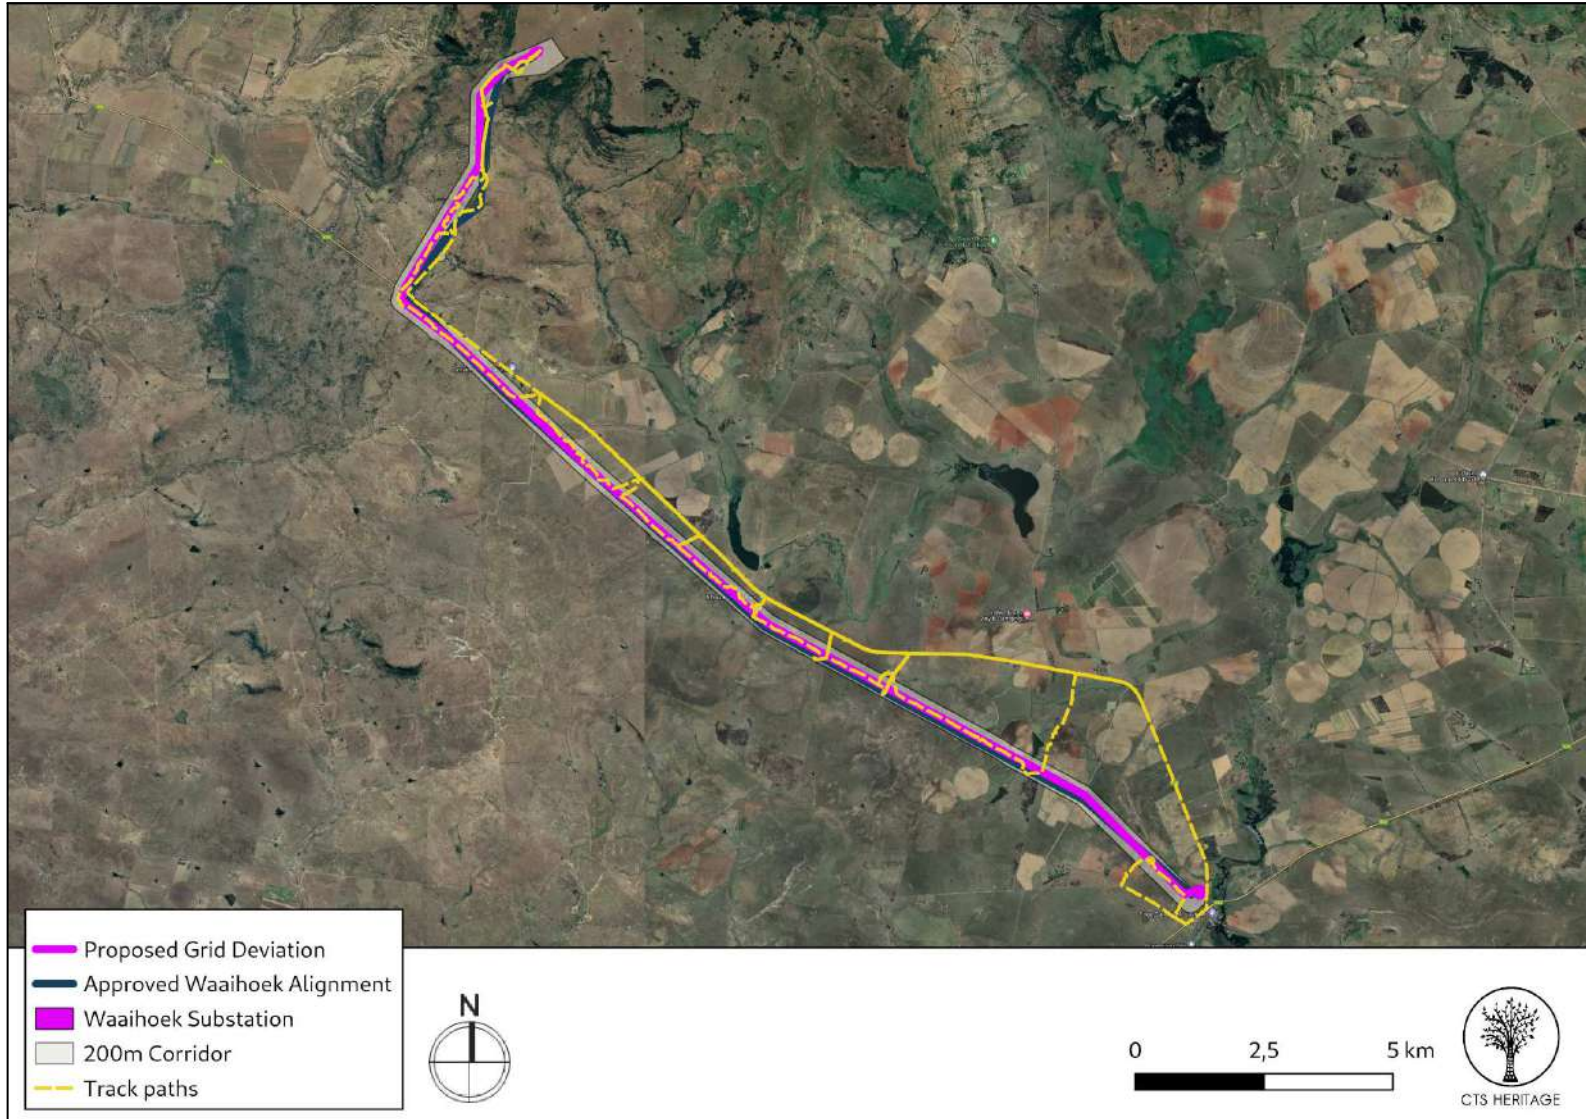 Proposed Grid Deviation
Approved Waaihoek Alignment
Waaihoek Substation
200m Corridor
Track paths
N
0 2,5 5 km
CTS HERITAGE